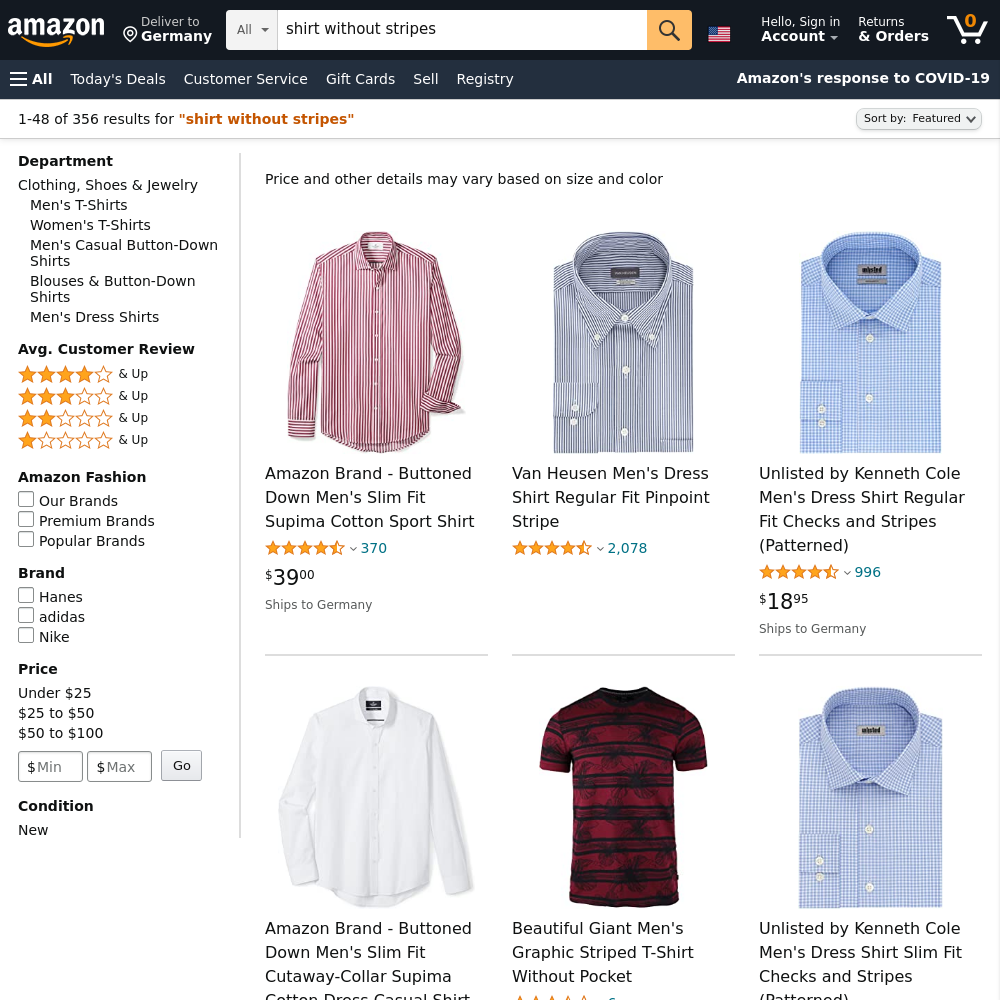 amazon
Deliver to
Germany
All
shirt without stripes
Hello, Sign in
Account
Returns
& Orders
0
All
Today's Deals
Customer Service
Gift Cards
Sell
Registry
Amazon's response to COVID-19
1-48 of 356 results for "shirt without stripes"
Sort by: Featured
Department
Clothing, Shoes & Jewelry
Men's T-Shirts
Women's T-Shirts
Men's Casual Button-Down
Shirts
Blouses & Button-Down
Shirts
Men's Dress Shirts
Avg. Customer Review
& Up
& Up
& Up
& Up
Amazon Fashion
Our Brands
Premium Brands
Popular Brands
Brand
Hanes
adidas
Nike
Price
Under $25
$25 to $50
$50 to $100
$Min
$Max
Go
Condition
New
Price and other details may vary based on size and color
Amazon Brand - Buttoned
Down Men's Slim Fit
Supima Cotton Sport Shirt
370
$3900
Ships to Germany
Van Heusen Men's Dress
Shirt Regular Fit Pinpoint
Stripe
2,078
unlisted
Unlisted by Kenneth Cole
Men's Dress Shirt Regular
Fit Checks and Stripes
(Patterned)
996
$1895
Ships to Germany
Amazon Brand - Buttoned
Down Men's Slim Fit
Cutaway-Collar Supima
Cotton Dress Casual Shirt
Beautiful Giant Men's
Graphic Striped T-Shirt
Without Pocket
6
unlisted
Unlisted by Kenneth Cole
Men's Dress Shirt Slim Fit
Checks and Stripes
(Patterned)